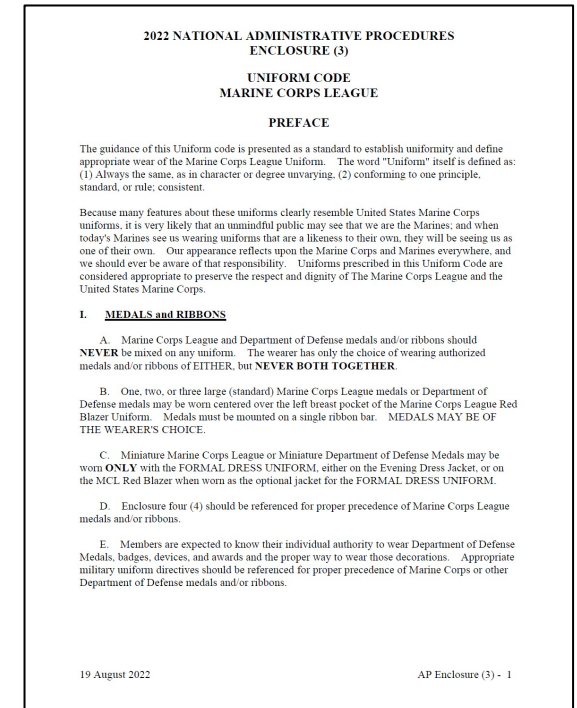 2022 NATIONAL ADMINISTRATIVE PROCEDURES
ENCLOSURE (3)
UNIFORM CODE
MARINE CORPS LEAGUE
PREFACE
The guidance of this Uniform code is presented as a standard to establish uniformity and define
appropriate wear of the Marine Corps League Uniform. The word "Uniform" itself is defined as:
(1) Always the same, as in character or degree unvarying, (2) conforming to one principle,
standard, or rule; consistent.
Because many features about these uniforms clearly resemble United States Marine Corps
uniforms, it is very likely that an unmindful public may see that we are the Marines; and when
today's Marines see us wearing uniforms that are a likeness to their own, they will be seeing us as
one of their own. Our appearance reflects upon the Marine Corps and Marines everywhere, and
we should ever be aware of that responsibility. Uniforms prescribed in this Uniform Code are
considered appropriate to preserve the respect and dignity of The Marine Corps League and the
United States Marine Corps.
I. MEDALS and RIBBONS
A. Marine Corps League and Department of Defense medals and/or ribbons should
NEVER be mixed on any uniform. The wearer has only the choice of wearing authorized
medals and/or ribbons of EITHER, but NEVER BOTH TOGETHER.
B. One, two, or three large (standard) Marine Corps League medals or Department of
Defense medals may be worn centered over the left breast pocket of the Marine Corps League Red
Blazer Uniform. Medals must be mounted on a single ribbon bar. MEDALS MAY BE OF
THE WEARER'S CHOICE.
C. Miniature Marine Corps League or Miniature Department of Defense Medals may be
worn ONLY with the FORMAL DRESS UNIFORM, either on the Evening Dress Jacket, or on
the MCL Red Blazer when worn as the optional jacket for the FORMAL DRESS UNIFORM.
D. Enclosure four (4) should be referenced for proper precedence of Marine Corps League
medals and/or ribbons.
E. Members are expected to know their individual authority to wear Department of Defense
Medals, badges, devices, and awards and the proper way to wear those decorations. Appropriate
military uniform directives should be referenced for proper precedence of Marine Corps or other
Department of Defense medals and/or ribbons.
19 August 2022 AP Enclosure (3) - 1